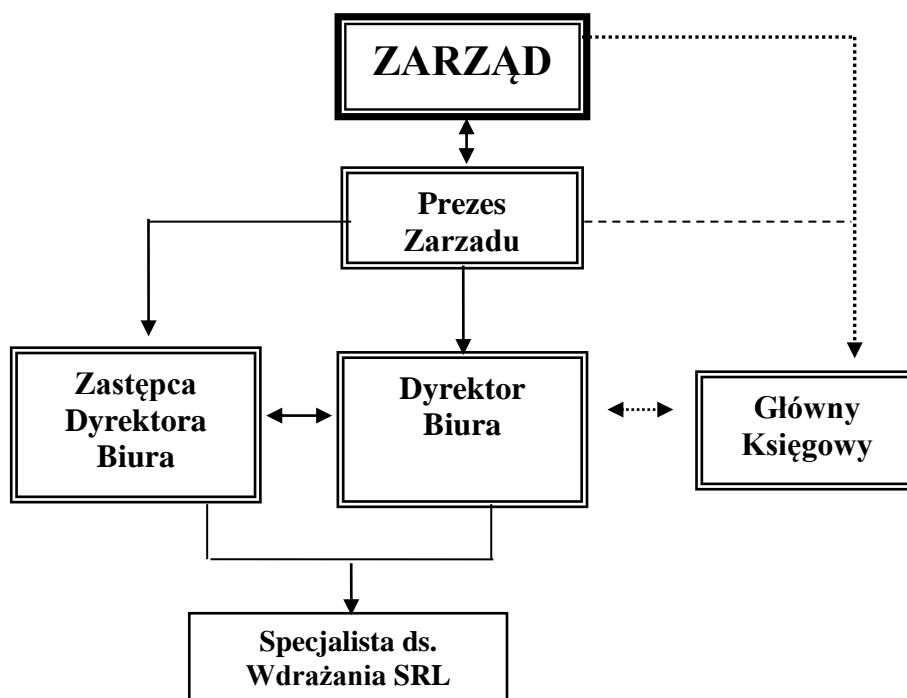 ZARZĄD
Prezes
Zarzadu
Zastępca
Dyrektora
Biura
Dyrektor
Biura
Główny
Księgowy
Specjalista ds.
Wdrażania SRL